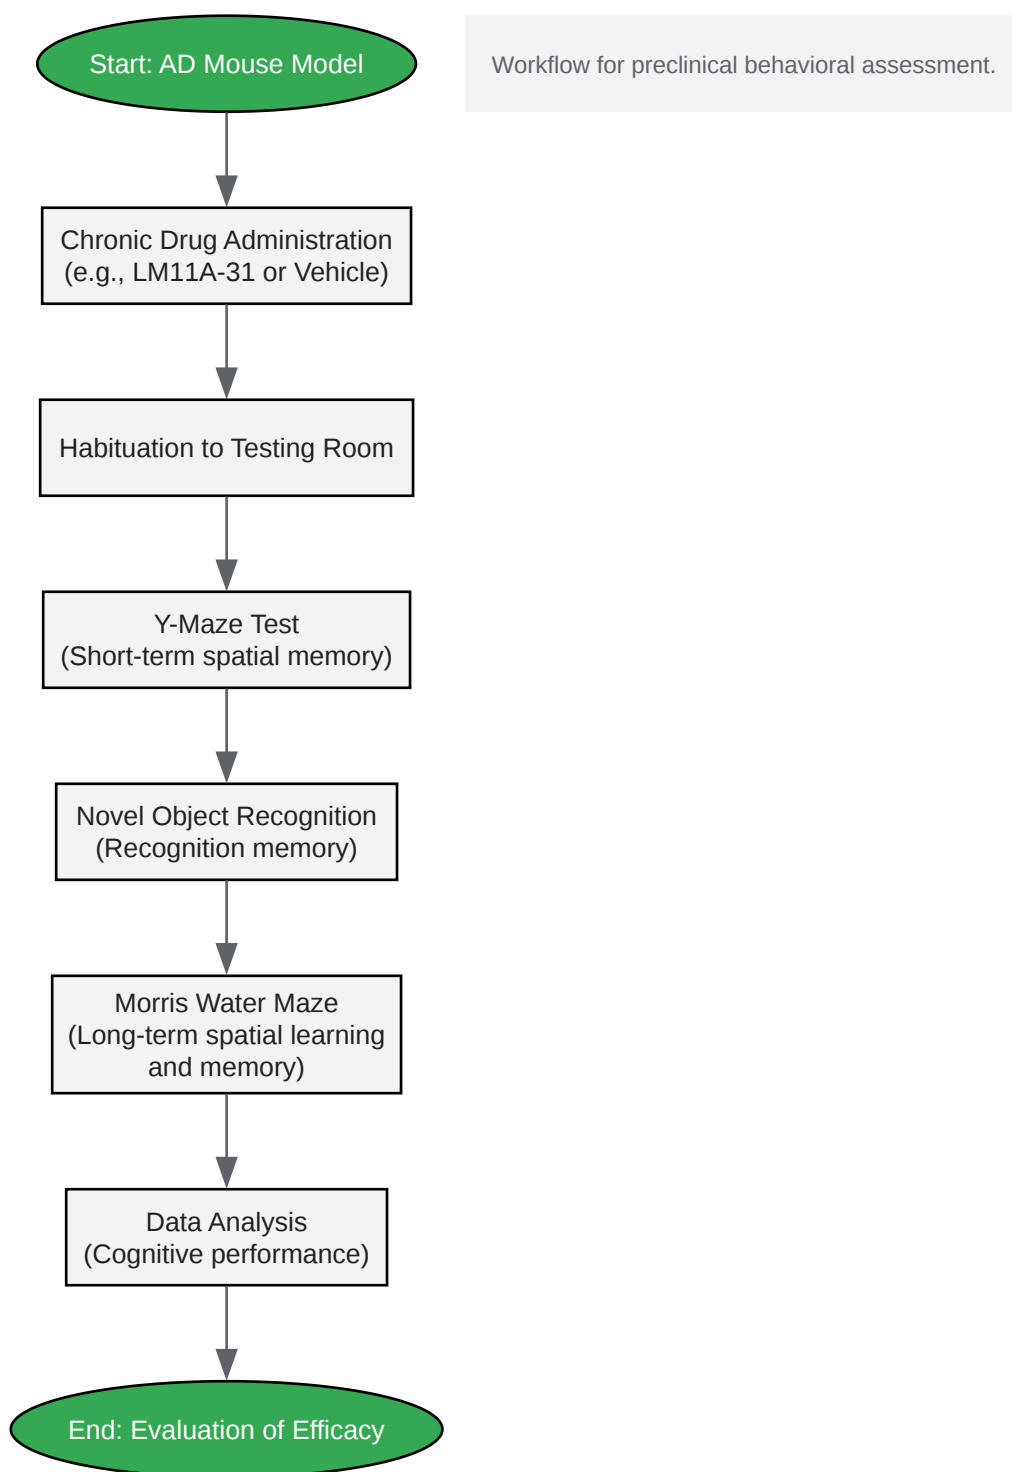 Start: AD Mouse Model
Workflow for preclinical behavioral assessment.
Chronic Drug Administration
(e.g., LM11A-31 or Vehicle)
Habituation to Testing Room
Y-Maze Test
(Short-term spatial memory)
Novel Object Recognition
(Recognition memory)
Morris Water Maze
(Long-term spatial learning
and memory)
Data Analysis
(Cognitive performance)
End: Evaluation of Efficacy